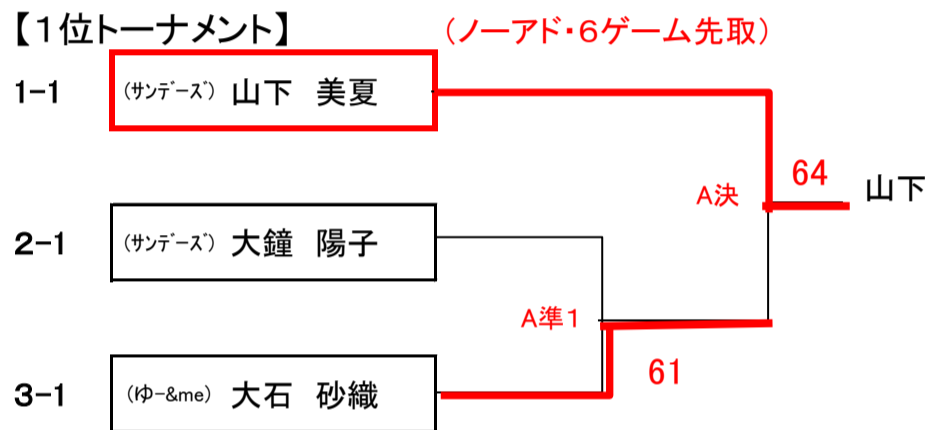 【1位トーナメント】 (ノーアド・6ゲーム先取)
1-1 (サンデーズ) 山下 美夏
A決 64 山下
2-1 (サンデーズ) 大鐘 陽子
A準1
61
3-1 (ゆｰ&me) 大石 砂織